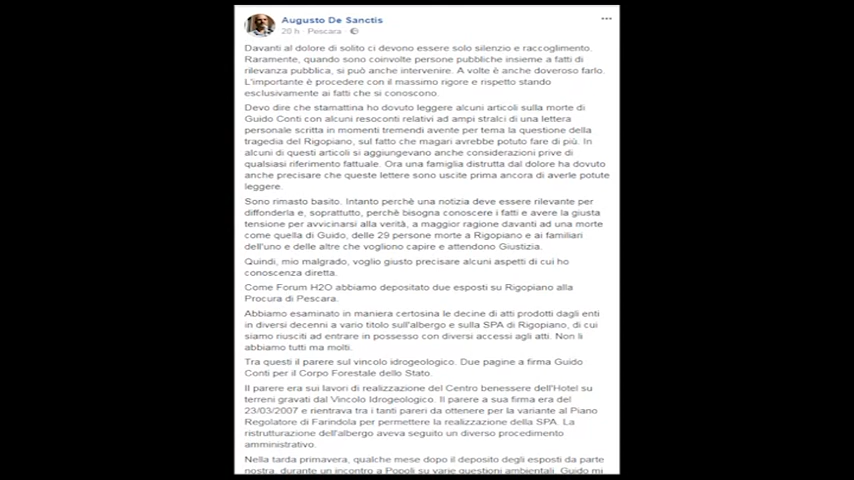 Augusto De Sanctis
20 h · Pescara ·
Davanti al dolore di solito ci devono essere solo silenzio e raccoglimento.
Raramente, quando sono coinvolte persone pubbliche insieme a fatti di
rilevanza pubblica, si può anche intervenire. A volte è anche doveroso farlo.
L'importante è procedere con il massimo rigore e rispetto stando
esclusivamente ai fatti che si conoscono.
Devo dire che stamattina ho dovuto leggere alcuni articoli sulla morte di
Guido Conti con alcuni resoconti relativi ad ampi stralci di una lettera
personale scritta in momenti tremendi avente per tema la questione della
tragedia del Rigopiano, sul fatto che magari avrebbe potuto fare di più. In
alcuni di questi articoli si aggiungevano anche considerazioni prive di
qualsiasi riferimento fattuale. Ora una famiglia distrutta dal dolore ha dovuto
anche precisare che queste lettere sono uscite prima ancora di averle potute
leggere.
Sono rimasto basito. Intanto perchè una notizia deve essere rilevante per
diffonderla e, soprattutto, perchè bisogna conoscere i fatti e avere la giusta
tensione per avvicinarsi alla verità, a maggior ragione davanti ad una morte
come quella di Guido, delle 29 persone morte a Rigopiano e ai familiari
dell'uno e delle altre che vogliono capire e attendono Giustizia.
Quindi, mio malgrado, voglio giusto precisare alcuni aspetti di cui ho
conoscenza diretta.
Come Forum H2O abbiamo depositato due esposti su Rigopiano alla
Procura di Pescara.
Abbiamo esaminato in maniera certosina le decine di atti prodotti dagli enti
in diversi decenni a vario titolo sull'albergo e sulla SPA di Rigopiano, di cui
siamo riusciti ad entrare in possesso con diversi accessi agli atti. Non li
abbiamo tutti ma molti.
Tra questi il parere sul vincolo idrogeologico. Due pagine a firma Guido
Conti per il Corpo Forestale dello Stato.
Il parere era sui lavori di realizzazione del Centro benessere dell'Hotel su
terreni gravati dal Vincolo Idrogeologico. Il parere a sua firma era del
23/03/2007 e rientrava tra i tanti pareri da ottenere per la variante al Piano
Regolatore di Farindola per permettere la realizzazione della SPA. La
ristrutturazione dell'albergo aveva seguito un diverso procedimento
amministrativo.
Nella tarda primavera, qualche mese dopo il deposito degli esposti da parte
nostra, durante un incontro a Popoli su varie questioni ambientali, Guido mi